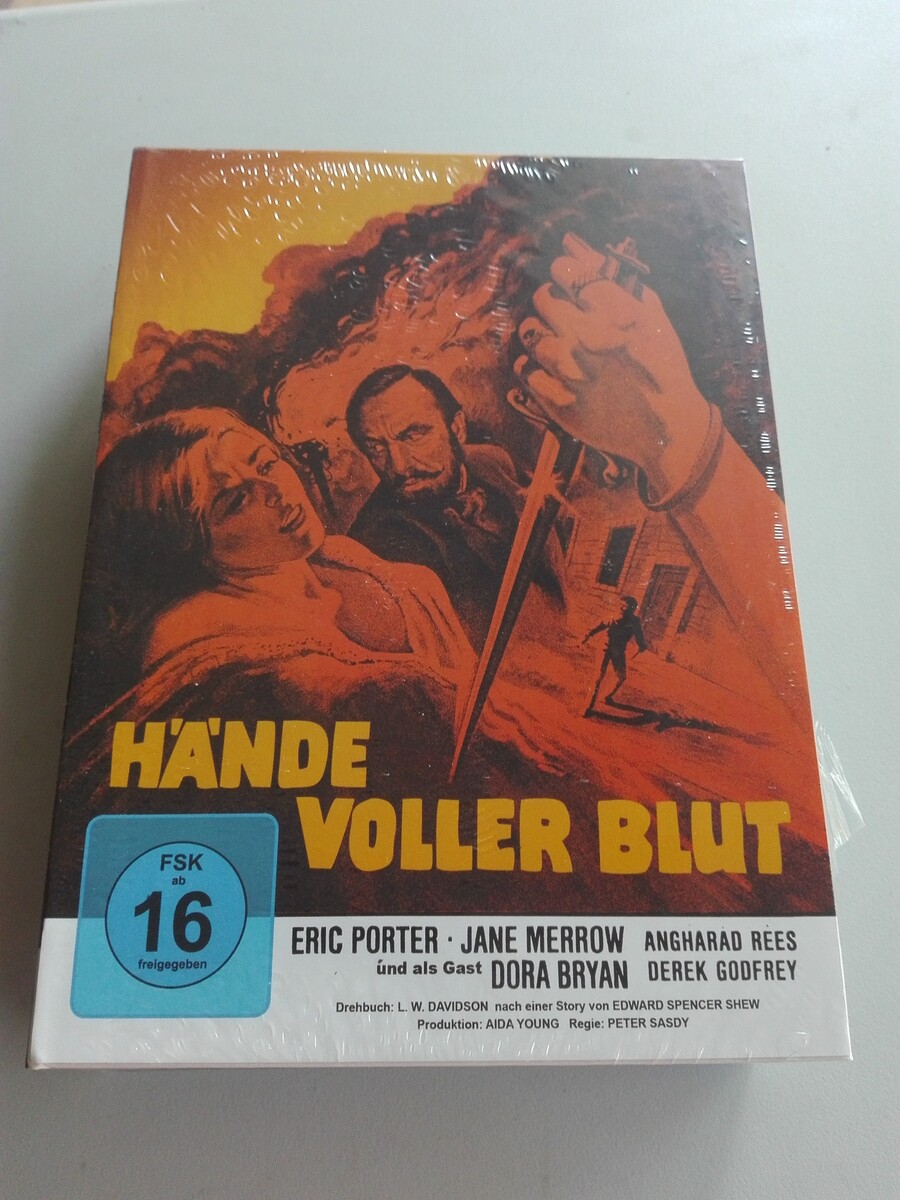 HÄNDE
VOLLER BLUT
FSK
ab
16
freigegeben
ERIC PORTER · JANE MERROW ANGHARAD REES
und als Gast DORA BRYAN DEREK GODFREY
Drehbuch: L. W. DAVIDSON nach einer Story von EDWARD SPENCER SHEW
Produktion: AIDA YOUNG Regie: PETER SASDY